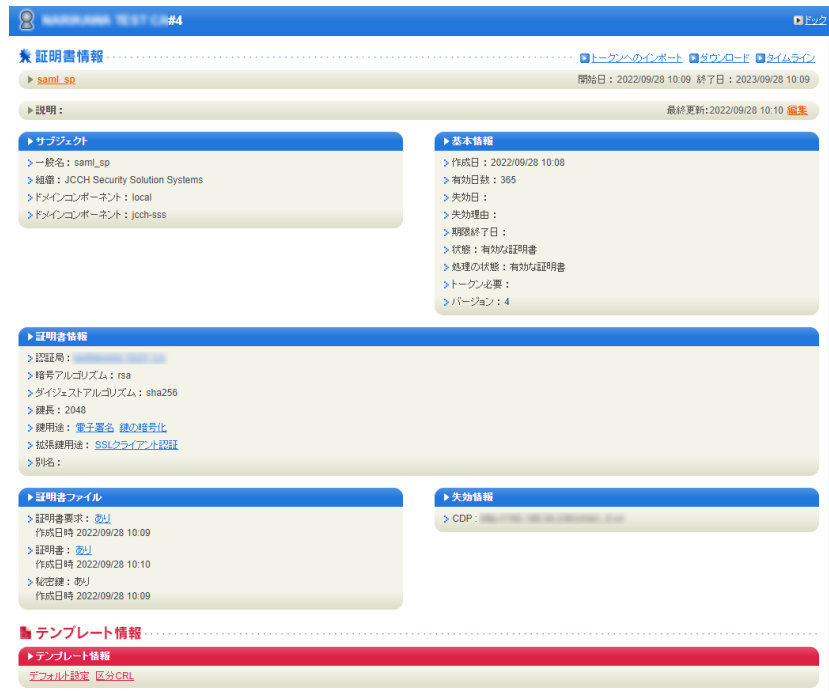 #4
ドック
証明書情報
トークンへのインポート ダウンロード タイムライン
saml_sp
開始日：2022/09/28 10:09 終了日：2023/09/28 10:09
説明：
最終更新:2022/09/28 10:10 編集
サブジェクト
一般名：saml_sp
組織：JCCH Security Solution Systems
ドメインコンポーネント：local
ドメインコンポーネント：jcch-sss
基本情報
作成日：2022/09/28 10:08
有効日数：365
失効日：
失効理由：
期限終了日：
状態：有効な証明書
処理の状態：有効な証明書
トークン必要：
バージョン：4
証明書情報
認証局：
暗号アルゴリズム：rsa
ダイジェストアルゴリズム：sha256
鍵長：2048
鍵用途：電子署名 鍵の暗号化
拡張鍵用途：SSLクライアント認証
別名：
証明書ファイル
証明書要求：あり
作成日時 2022/09/28 10:09
証明書：あり
作成日時 2022/09/28 10:10
秘密鍵：あり
作成日時 2022/09/28 10:09
失効情報
CDP :
テンプレート情報
テンプレート情報
デフォルト設定 区分CRL